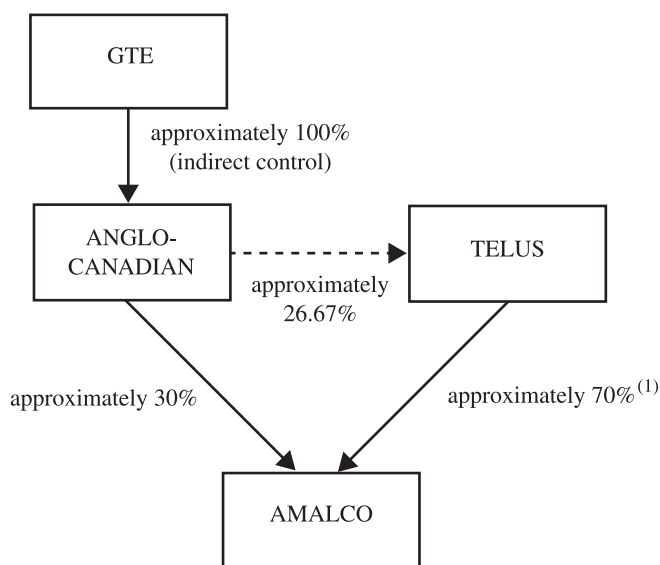 GTE
approximately 100%
(indirect control)
ANGLO-
CANADIAN
TELUS
approximately
26.67%
approximately 30%
approximately 70%(1)
AMALCO